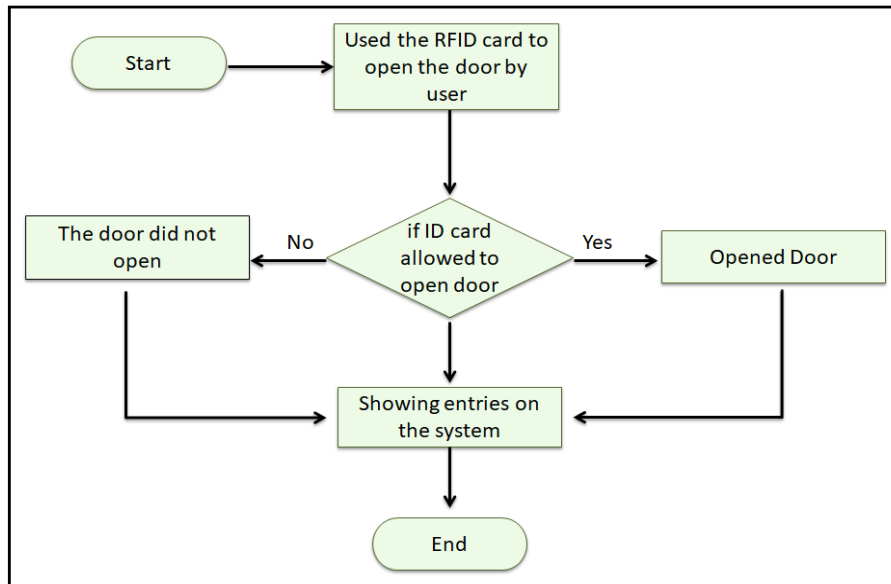 Start
Used the RFID card to
open the door by
user
The door did not
open
No
if ID card
allowed to
open door
Yes
Opened Door
Showing entries on
the system
End